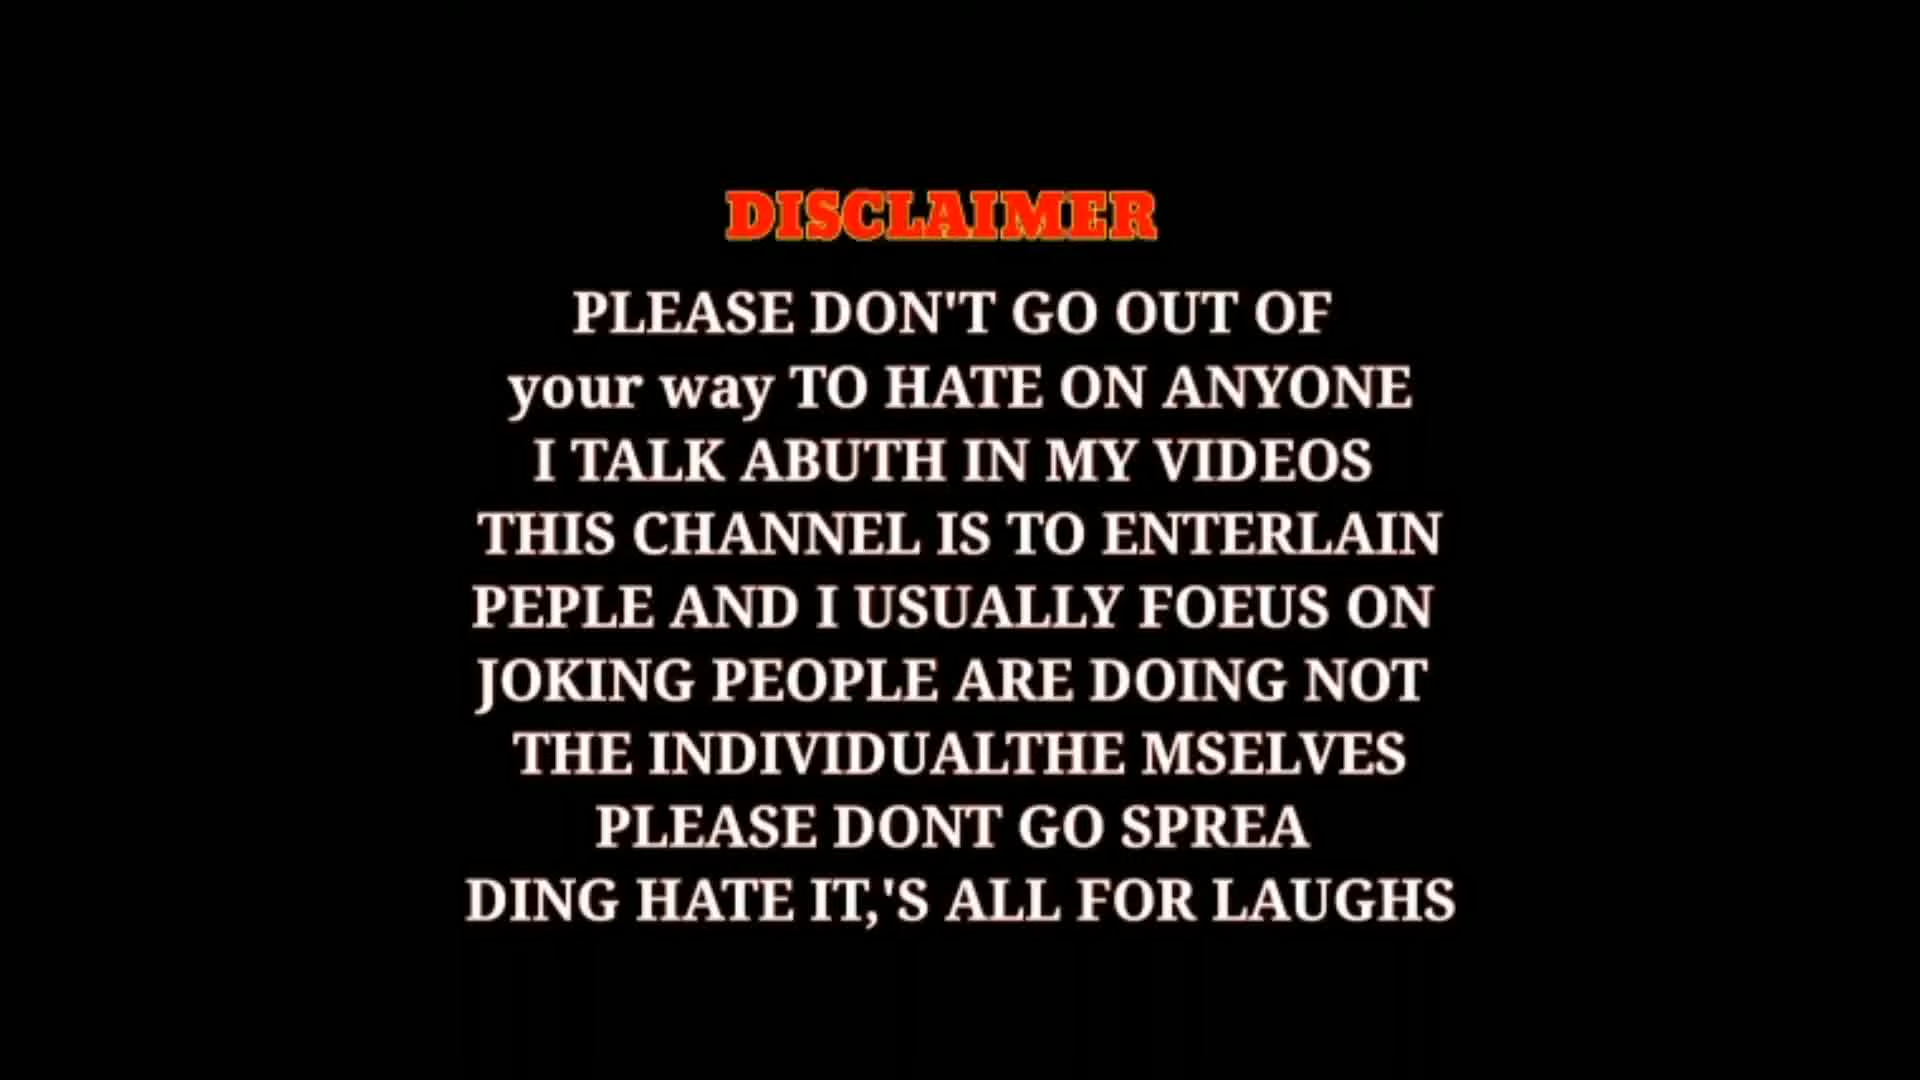 DISCLAIMER
PLEASE DON'T GO OUT OF
your way TO HATE ON ANYONE
I TALK ABUTH IN MY VIDEOS
THIS CHANNEL IS TO ENTERLAIN
PEPLE AND I USUALLY FOEUS ON
JOKING PEOPLE ARE DOING NOT
THE INDIVIDUALTHE MSELVES
PLEASE DONT GO SPREA
DING HATE IT,'S ALL FOR LAUGHS